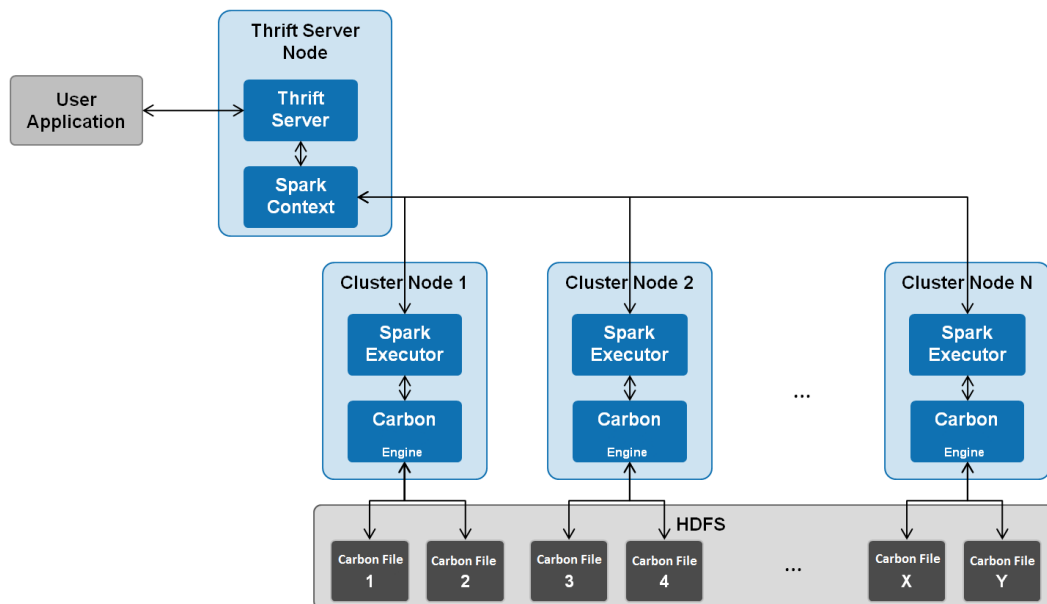 Thrift Server
Node
User
Application
Thrift
Server
Spark
Context
Cluster Node 1
Cluster Node 2
Cluster Node N
Spark
Executor
Spark
Executor
Spark
Executor
...
Carbon
Engine
Carbon
Engine
Carbon
Engine
HDFS
Carbon File
1
Carbon File
2
Carbon File
3
Carbon File
4
...
Carbon File
X
Carbon File
Y